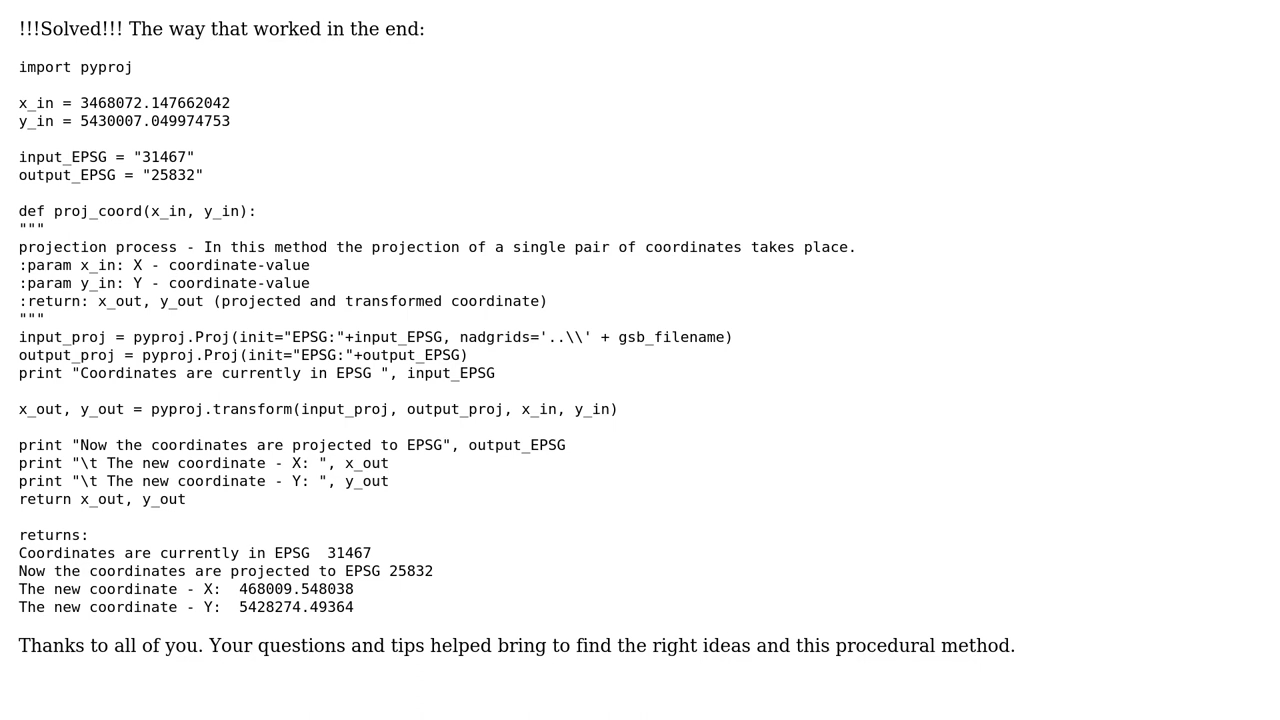 !!!Solved!!! The way that worked in the end:
import pyproj
x_in = 3468072.147662042
y_in = 5430007.049974753
input_EPSG = "31467"
output_EPSG = "25832"
def proj_coord(x_in, y_in):
"""
projection process - In this method the projection of a single pair of coordinates takes place.
:param x_in: X - coordinate-value
:param y_in: Y - coordinate-value
:return: x_out, y_out (projected and transformed coordinate)
"""
input_proj = pyproj.Proj(init="EPSG:"+input_EPSG, nadgrids='..\\' + gsb_filename)
output_proj = pyproj.Proj(init="EPSG:"+output_EPSG)
print "Coordinates are currently in EPSG ", input_EPSG
x_out, y_out = pyproj.transform(input_proj, output_proj, x_in, y_in)
print "Now the coordinates are projected to EPSG", output_EPSG
print "\t The new coordinate - X: ", x_out
print "\t The new coordinate - Y: ", y_out
return x_out, y_out
returns:
Coordinates are currently in EPSG  31467
Now the coordinates are projected to EPSG 25832
The new coordinate - X:  468009.548038
The new coordinate - Y:  5428274.49364
Thanks to all of you. Your questions and tips helped bring to find the right ideas and this procedural method.